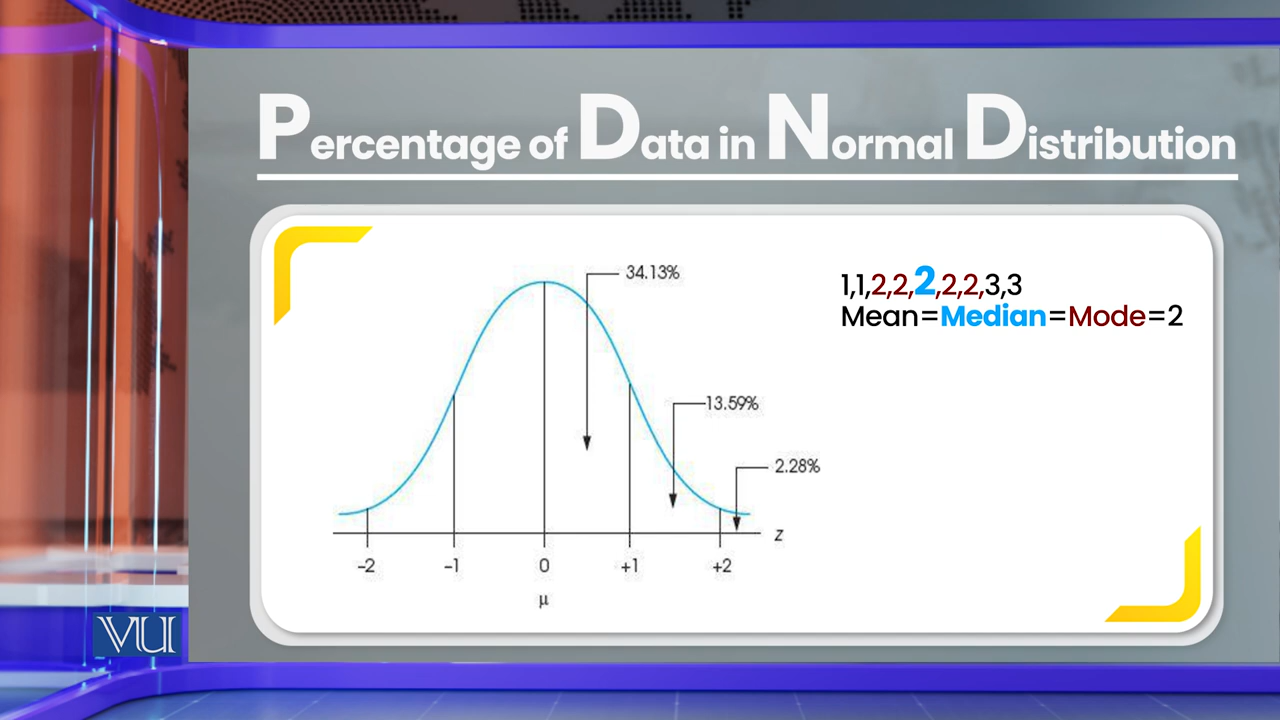 Percentage of Data in Normal Distribution
34.13%
1,1,2,2,2,2,2,3,3
Mean=Median=Mode=2
13.59%
2.28%
z
-2 -1 0 +1 +2
μ
VU